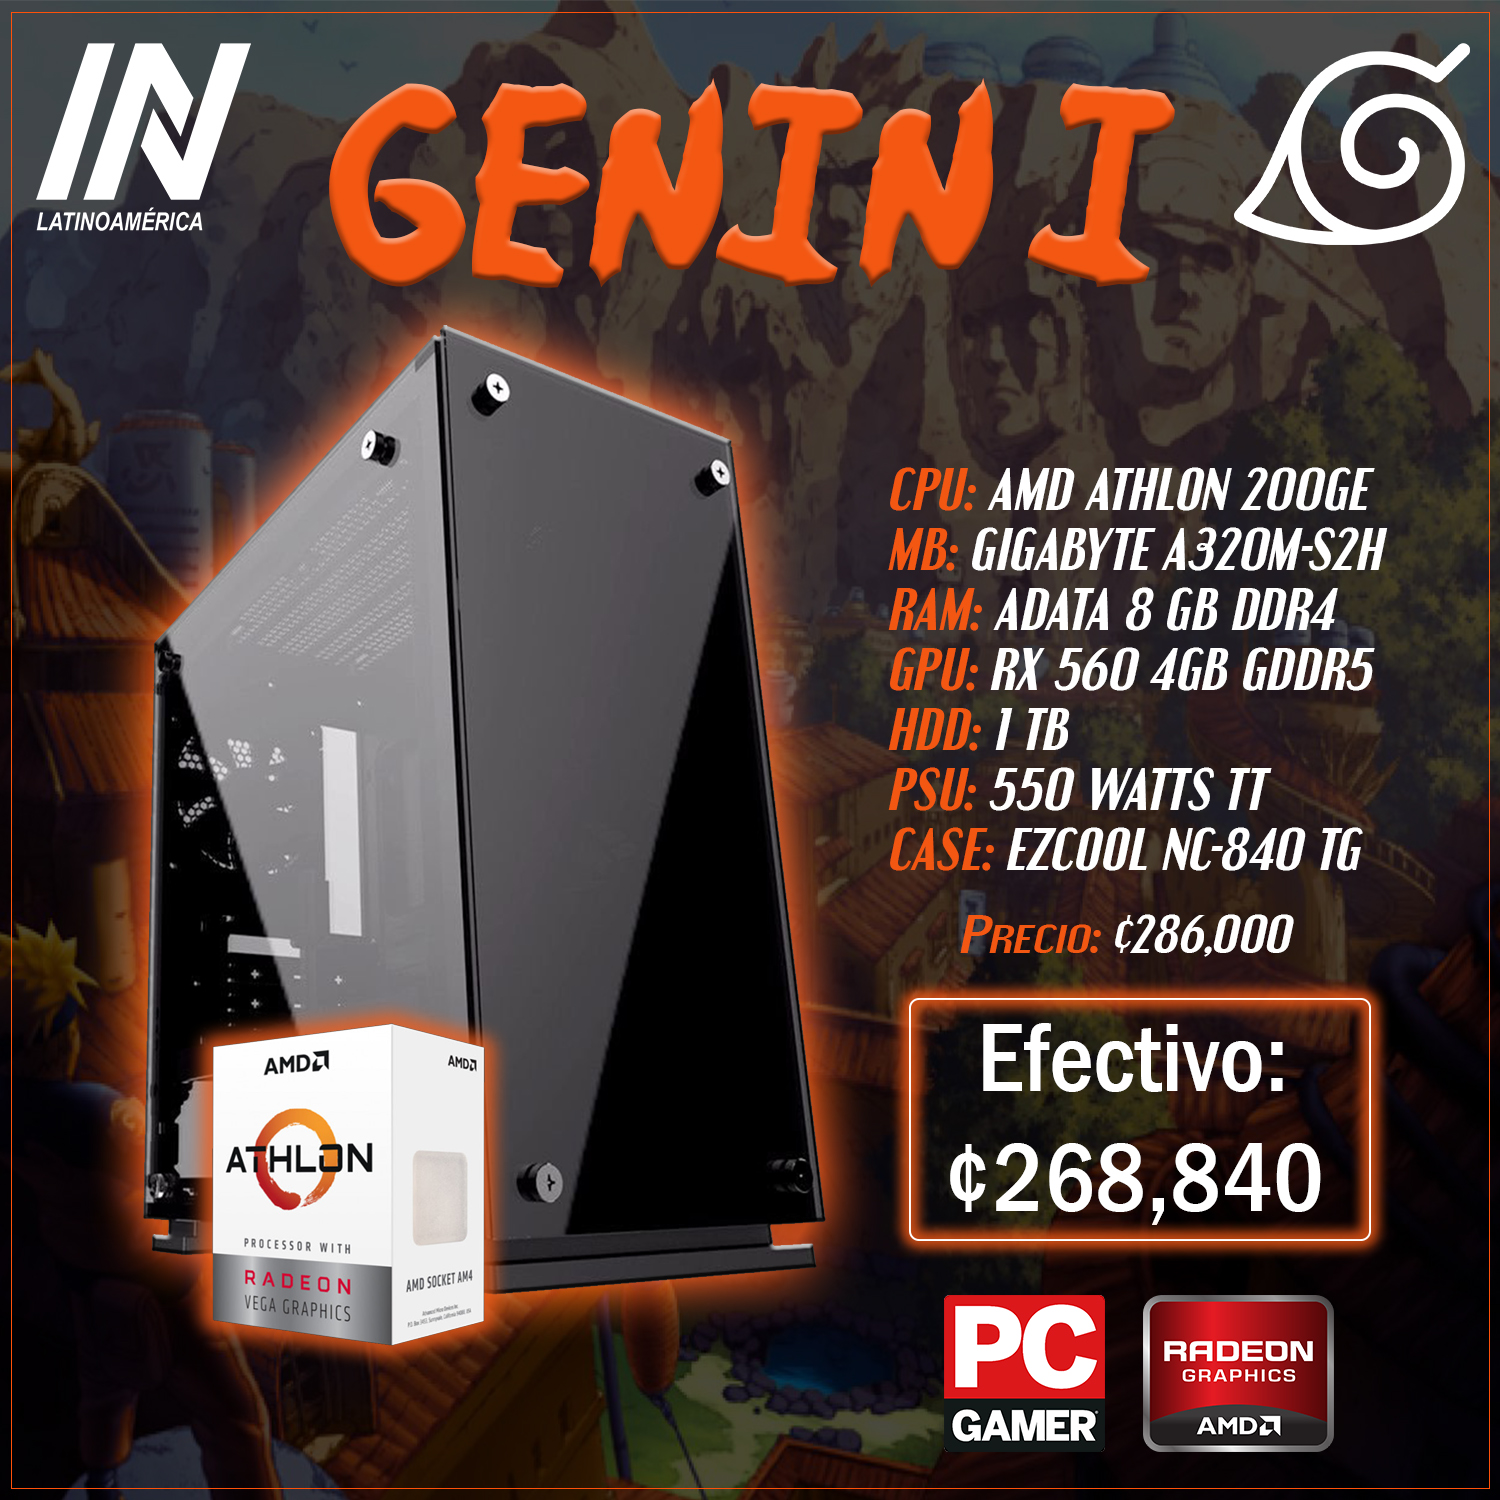 IN
LATINOAMÉRICA
GENIN I
CPU: AMD ATHLON 200GE
MB: GIGABYTE A320M-S2H
RAM: ADATA 8 GB DDR4
GPU: RX 560 4GB GDDR5
HDD: 1 TB
PSU: 550 WATTS TT
CASE: EZCOOL NC-840 TG
PRECIO: ¢286,000
Efectivo:
¢268,840
AMD
ATHLON
PROCESSOR WITH
RADEON
VEGA GRAPHICS
AMD
AMD SOCKET AM4
PC
GAMER
RADEON
GRAPHICS
AMD